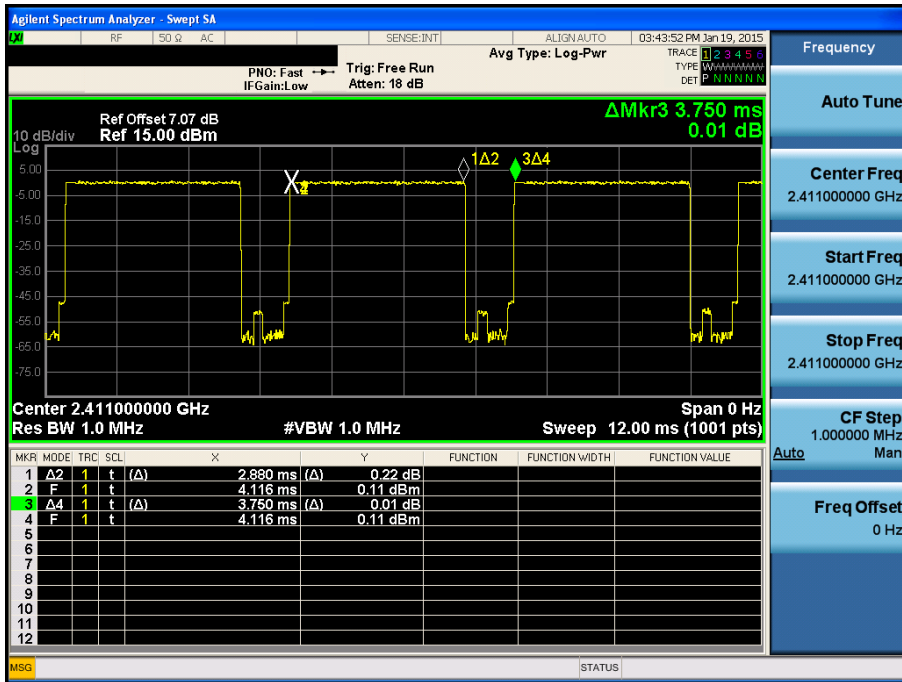 Agilent Spectrum Analyzer - Swept SA
LXI RF 50 Ω AC SENSE:INT ALIGN AUTO 03:43:52 PM Jan 19, 2015
Frequency
PNO: Fast Trig: Free Run Avg Type: Log-Pwr TRACE 1 2 3 4 5 6
IFGain:Low Atten: 18 dB TYPE WWWWWW
DET P N N N N N
Auto Tune
ΔMkr3 3.750 ms
0.01 dB
Ref Offset 7.07 dB
10 dB/div Ref 15.00 dBm
Log
1Δ2 3Δ4
5.00
-5.00
-15.0
-25.0
-35.0
-45.0
-55.0
-65.0
-75.0
Center Freq
2.411000000 GHz
Start Freq
2.411000000 GHz
Stop Freq
2.411000000 GHz
CF Step
1.000000 MHz
Auto Man
Freq Offset
0 Hz
Center 2.411000000 GHz Span 0 Hz
Res BW 1.0 MHz #VBW 1.0 MHz Sweep 12.00 ms (1001 pts)
MKR MODE TRC SCL X Y FUNCTION FUNCTION WIDTH FUNCTION VALUE
1 Δ2 1 t (Δ) 2.880 ms (Δ) 0.22 dB
2 F 1 t 4.116 ms 0.11 dBm
3 Δ4 1 t (Δ) 3.750 ms (Δ) 0.01 dB
4 F 1 t 4.116 ms 0.11 dBm
5
6
7
8
9
10
11
12
MSG STATUS